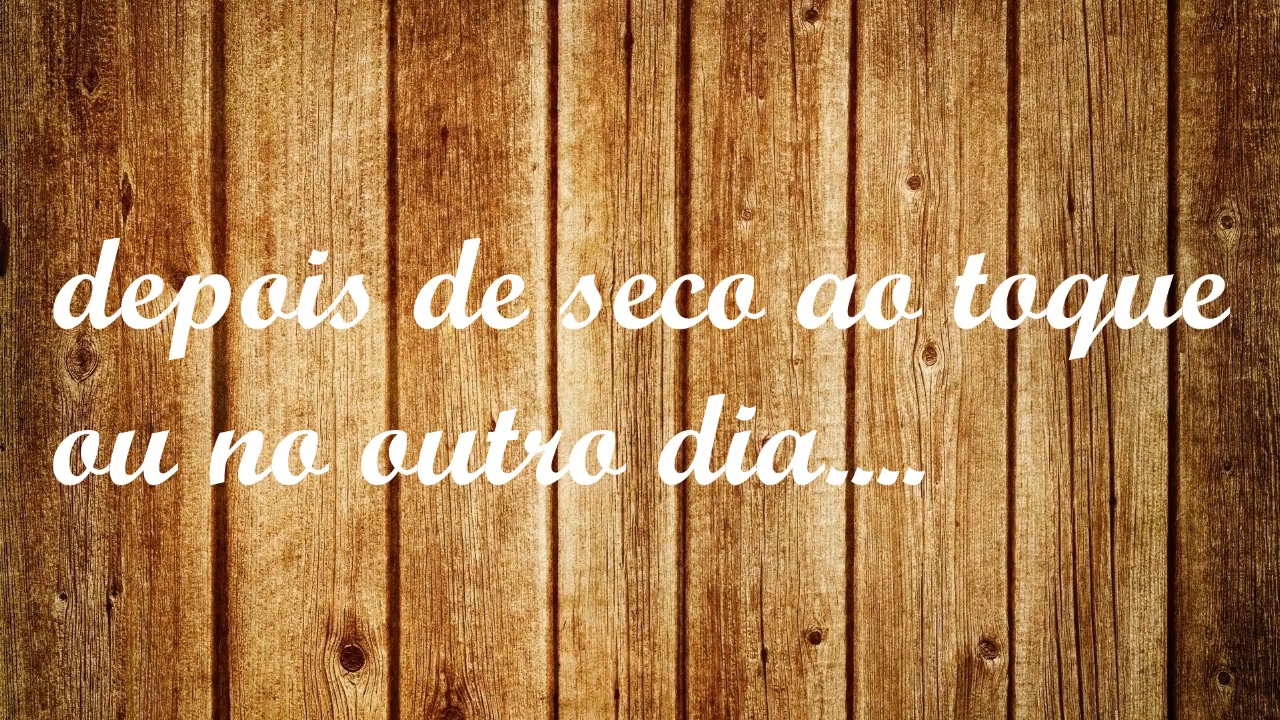 depois de seco ao toque
ou no outro dia....